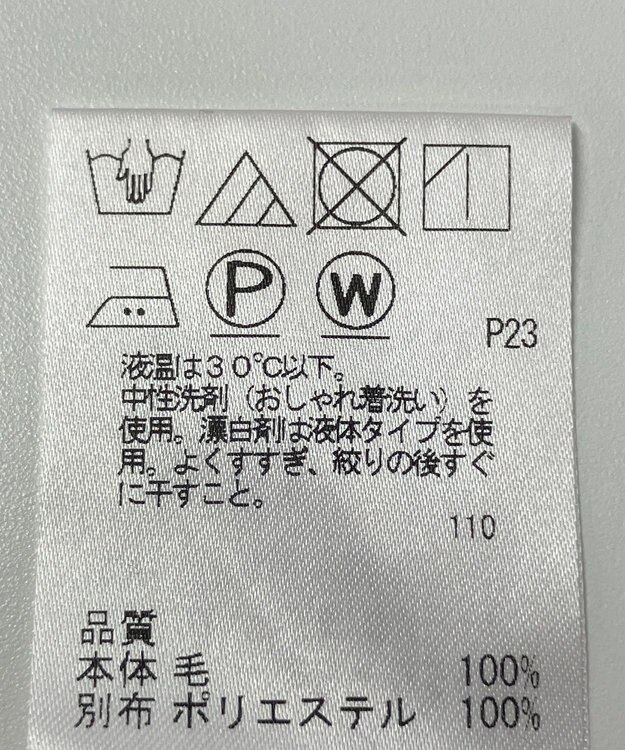 P W
P23
液温は30℃以下。
中性洗剤(おしゃれ着洗い)を
使用。漂白剤は液体タイプを使
用。よくすすぎ、絞りの後すぐ
に干すこと。
110
品質
本体 毛 100%
別布 ポリエステル 100%